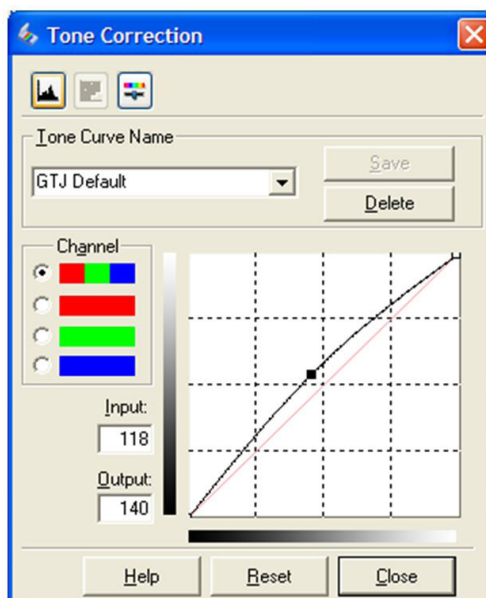 Tone Correction
Tone Curve Name
GTJ Default
Save
Delete
Channel
Input:
118
Output:
140
Help
Reset
Close